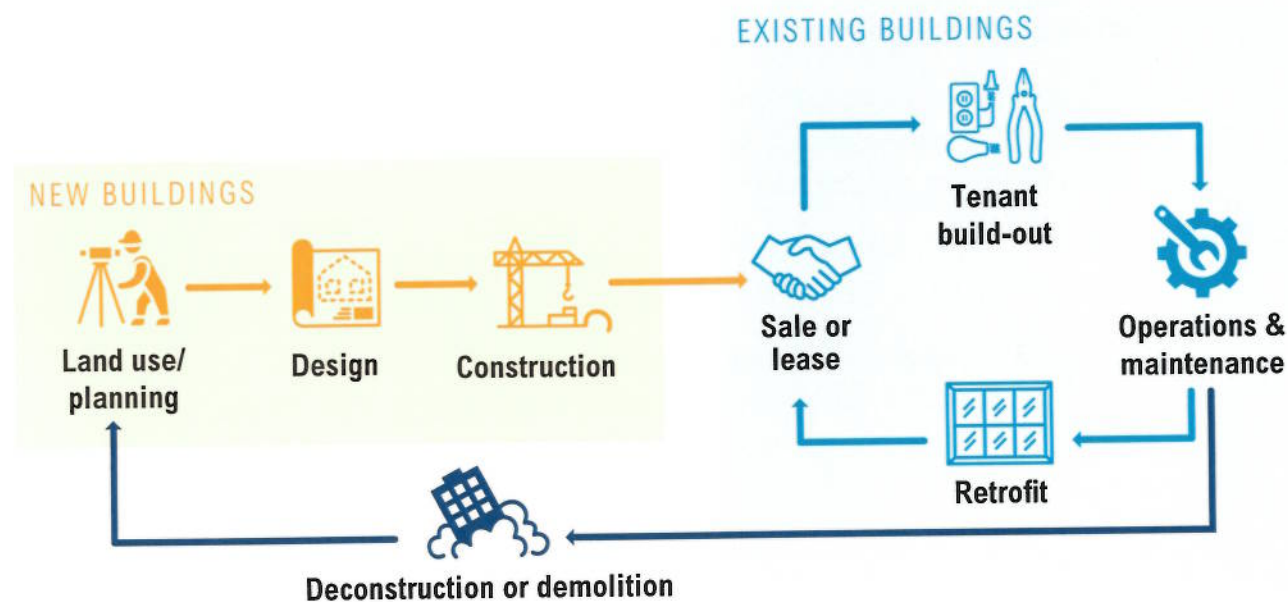 EXISTING BUILDINGS
Tenant
build-out
NEW BUILDINGS
Land use/
planning
Design
Construction
Sale or
lease
Operations &
maintenance
Retrofit
Deconstruction or demolition